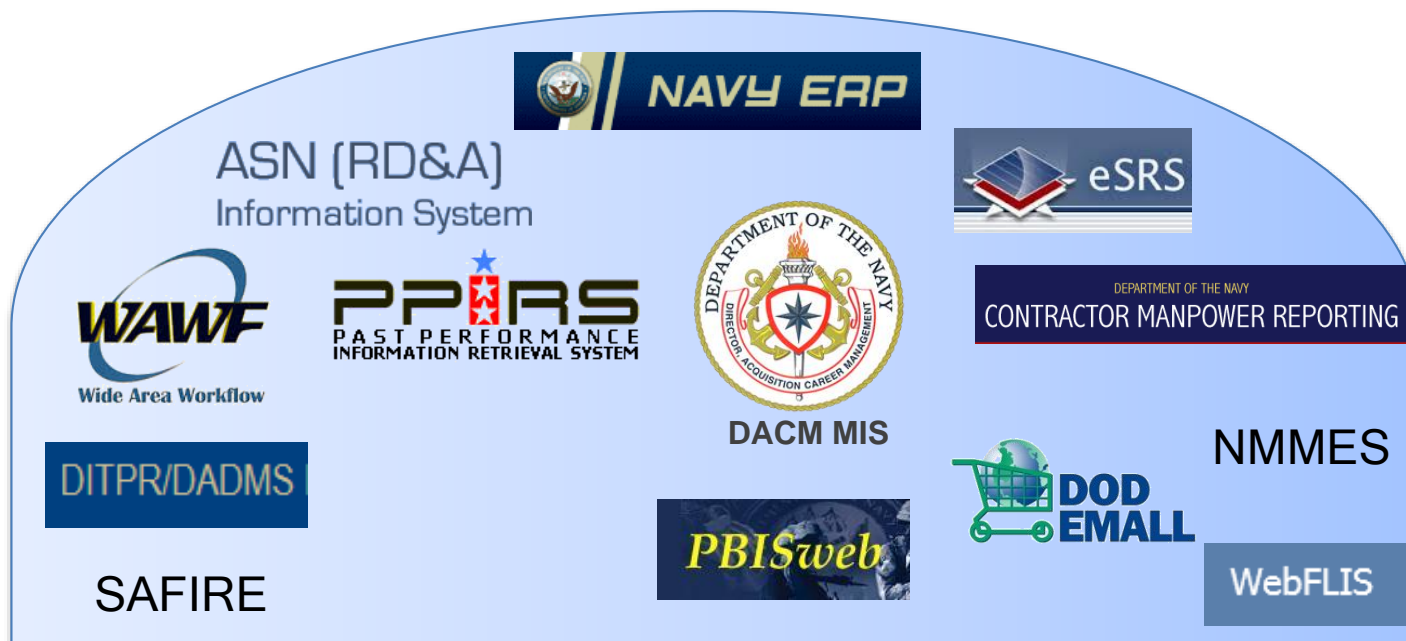 NAVY ERP
ASN (RD&A)
Information System
eSRS
WAWF
Wide Area Workflow
PPIRS
PAST PERFORMANCE
INFORMATION RETRIEVAL SYSTEM
DEPARTMENT OF THE NAVY
DIRECTOR, ACQUISITION CAREER MANAGEMENT
DACM MIS
DEPARTMENT OF THE NAVY
CONTRACTOR MANPOWER REPORTING
DITPR/DADMS
SAFIRE
PBISweb
DOD
EMALL
NMMES
WebFLIS